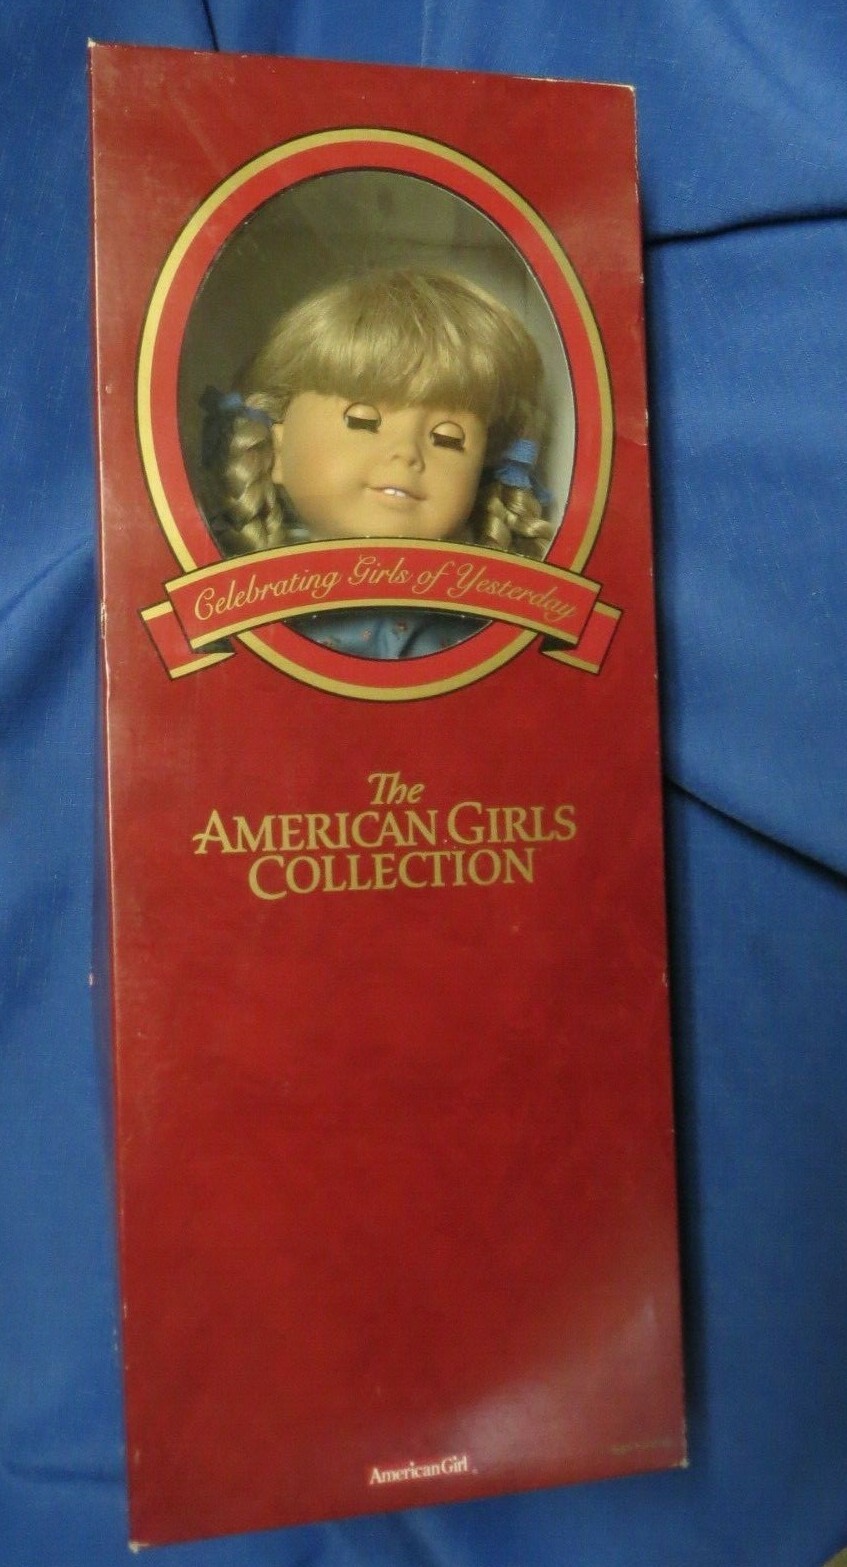 Celebrating Girls of Yesterday
The
AMERICAN GIRLS
COLLECTION
American Girl